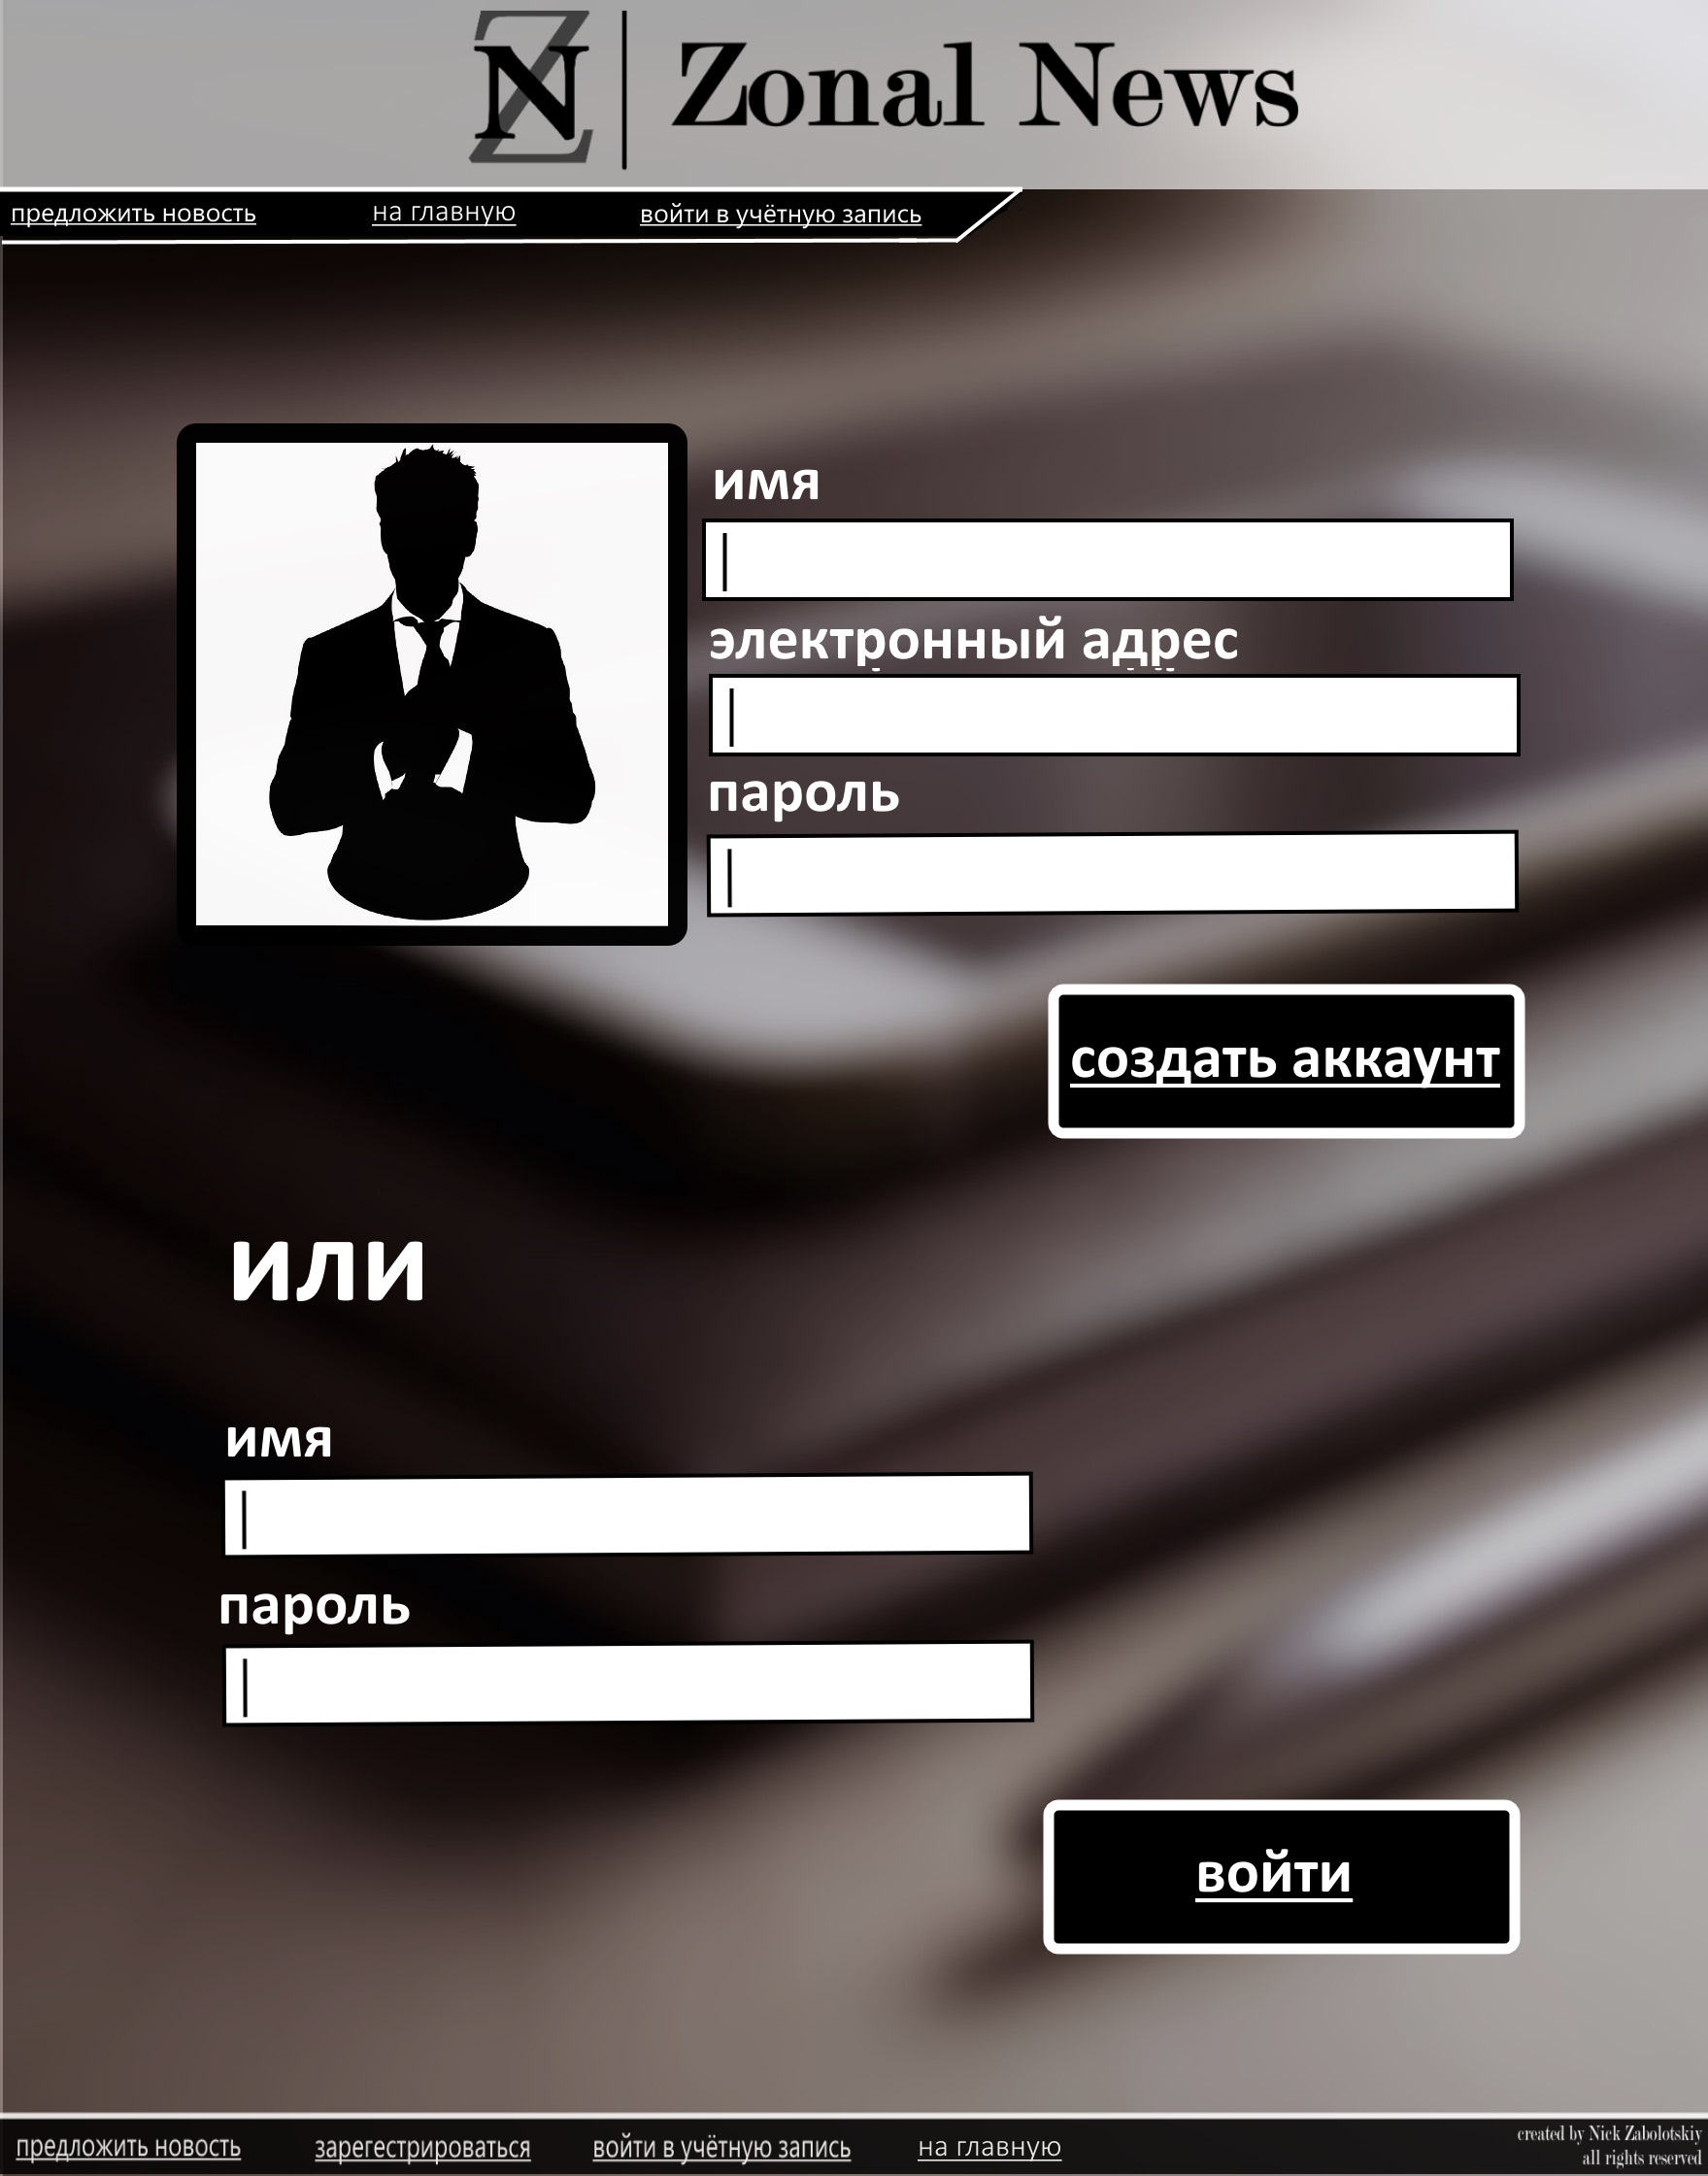 ZN | Zonal News
предложить новость на главную войти в учётную запись
имя
электронный адрес
пароль
создать аккаунт
или
имя
пароль
войти
предложить новость зарегестрироваться войти в учётную запись на главную
created by Nick Zabolotskiy
all rights reserved